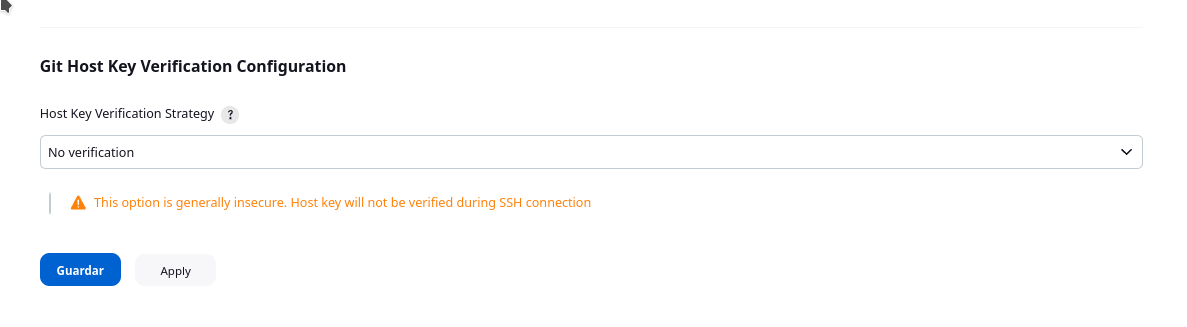 Git Host Key Verification Configuration
Host Key Verification Strategy ?
No verification
This option is generally insecure. Host key will not be verified during SSH connection
Guardar Apply